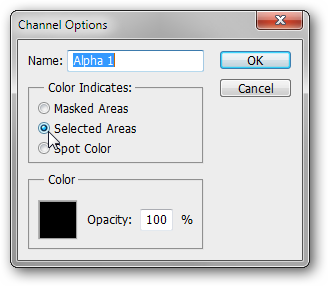 Channel Options
Name: Alpha 1
OK
Color Indicates:
Cancel
Masked Areas
Selected Areas
Spot Color
Color
Opacity: 100 %